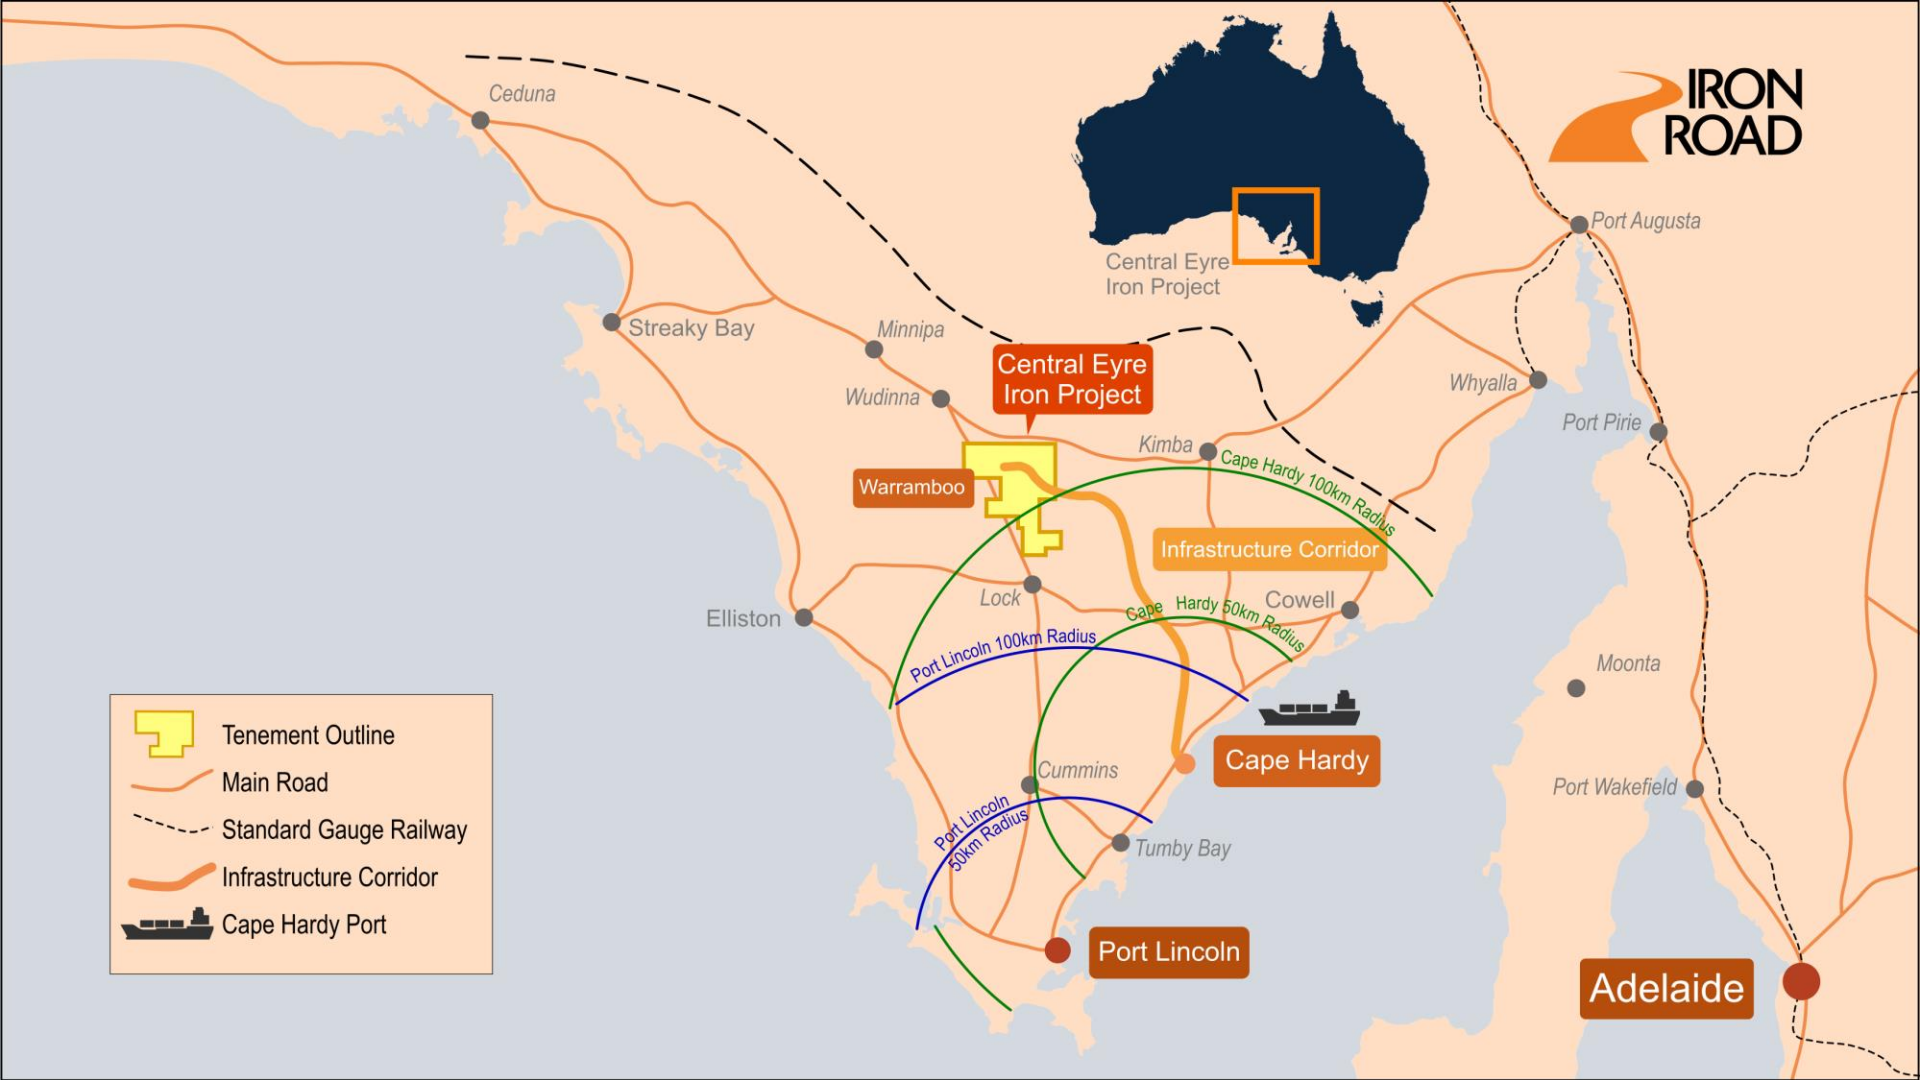 IRON
ROAD
Ceduna
Port Augusta
Central Eyre
Iron Project
Streaky Bay
Minnipa
Central Eyre
Iron Project
Wudinna
Whyalla
Port Pirie
Kimba
Cape Hardy 100km Radius
Warramboo
Infrastructure Corridor
Lock
Cape Hardy 50km Radius
Cowell
Elliston
Port Lincoln 100km Radius
Moonta
Cape Hardy
Cummins
Port Wakefield
Port Lincoln
50km Radius
Tumby Bay
Port Lincoln
Adelaide
Tenement Outline
Main Road
Standard Gauge Railway
Infrastructure Corridor
Cape Hardy Port